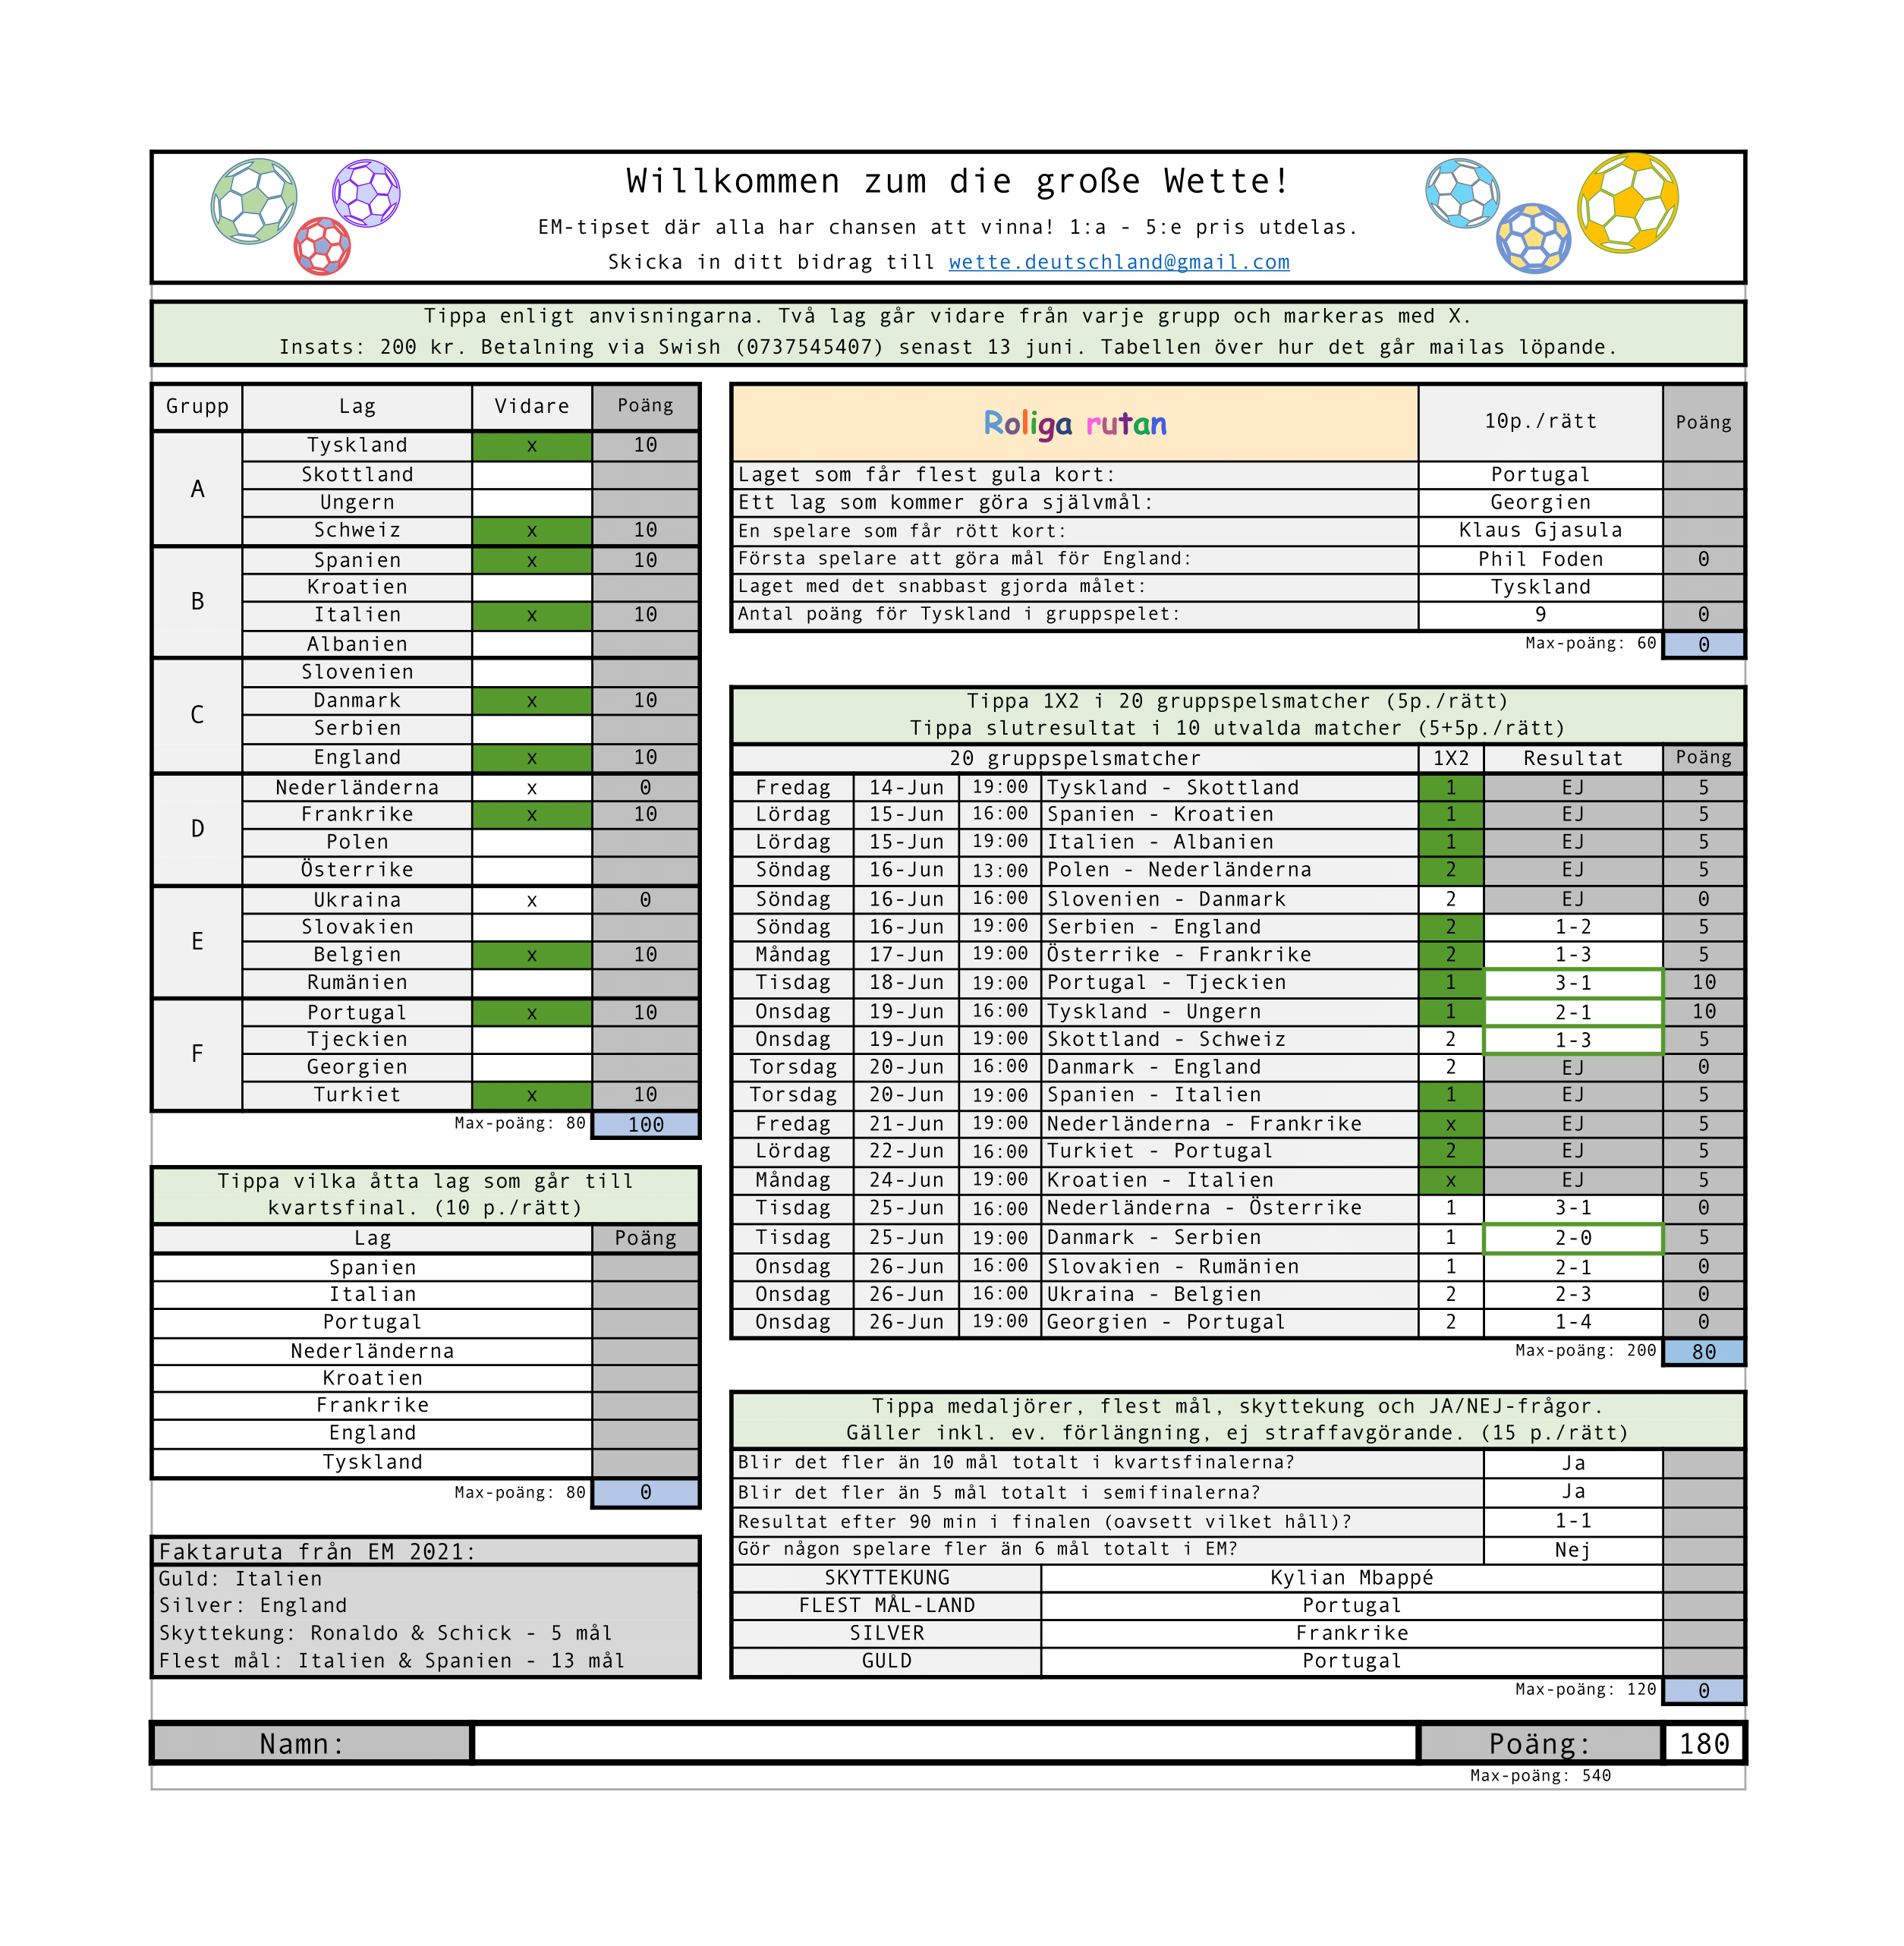 Willkommen zum die große Wette!
EM-tipset där alla har chansen att vinna! 1:a - 5:e pris utdelas.
Skicka in ditt bidrag till wette.deutschland@gmail.com
Tippa enligt anvisningarna. Två lag går vidare från varje grupp och markeras med X.
Insats: 200 kr. Betalning via Swish (0737545407) senast 13 juni. Tabellen över hur det går mailas löpande.
Grupp Lag Vidare Poäng
A
Tyskland x 10
Skottland
Ungern
Schweiz x 10
B
Spanien x 10
Kroatien
Italien x 10
Albanien
C
Slovenien
Danmark x 10
Serbien
England x 10
D
Nederländerna x 0
Frankrike x 10
Polen
Österrike
E
Ukraina x 0
Slovakien
Belgien x 10
Rumänien
F
Portugal x 10
Tjeckien
Georgien
Turkiet x 10
Max-poäng: 80 100
Tippa vilka åtta lag som går till
kvartsfinal. (10 p./rätt)
Lag Poäng
Spanien
Italian
Portugal
Nederländerna
Kroatien
Frankrike
England
Tyskland
Max-poäng: 80 0
Faktaruta från EM 2021:
Guld: Italien
Silver: England
Skyttekung: Ronaldo & Schick - 5 mål
Flest mål: Italien & Spanien - 13 mål
Roliga rutan 10p./rätt Poäng
Laget som får flest gula kort: Portugal
Ett lag som kommer göra självmål: Georgien
En spelare som får rött kort: Klaus Gjasula
Första spelare att göra mål för England: Phil Foden 0
Laget med det snabbast gjorda målet: Tyskland
Antal poäng för Tyskland i gruppspelet: 9 0
Max-poäng: 60 0
Tippa 1X2 i 20 gruppspelsmatcher (5p./rätt)
Tippa slutresultat i 10 utvalda matcher (5+5p./rätt)
20 gruppspelsmatcher 1X2 Resultat Poäng
Fredag 14-Jun 19:00 Tyskland - Skottland 1 EJ 5
Lördag 15-Jun 16:00 Spanien - Kroatien 1 EJ 5
Lördag 15-Jun 19:00 Italien - Albanien 1 EJ 5
Söndag 16-Jun 13:00 Polen - Nederländerna 2 EJ 5
Söndag 16-Jun 16:00 Slovenien - Danmark 2 EJ 0
Söndag 16-Jun 19:00 Serbien - England 2 1-2 5
Måndag 17-Jun 19:00 Österrike - Frankrike 2 1-3 5
Tisdag 18-Jun 19:00 Portugal - Tjeckien 1 3-1 10
Onsdag 19-Jun 16:00 Tyskland - Ungern 1 2-1 10
Onsdag 19-Jun 19:00 Skottland - Schweiz 2 1-3 5
Torsdag 20-Jun 16:00 Danmark - England 2 EJ 0
Torsdag 20-Jun 19:00 Spanien - Italien 1 EJ 5
Fredag 21-Jun 19:00 Nederländerna - Frankrike x EJ 5
Lördag 22-Jun 16:00 Turkiet - Portugal 2 EJ 5
Måndag 24-Jun 19:00 Kroatien - Italien x EJ 5
Tisdag 25-Jun 16:00 Nederländerna - Österrike 1 3-1 0
Tisdag 25-Jun 19:00 Danmark - Serbien 1 2-0 5
Onsdag 26-Jun 16:00 Slovakien - Rumänien 1 2-1 0
Onsdag 26-Jun 16:00 Ukraina - Belgien 2 2-3 0
Onsdag 26-Jun 19:00 Georgien - Portugal 2 1-4 0
Max-poäng: 200 80
Tippa medaljörer, flest mål, skyttekung och JA/NEJ-frågor.
Gäller inkl. ev. förlängning, ej straffavgörande. (15 p./rätt)
Blir det fler än 10 mål totalt i kvartsfinalerna? Ja
Blir det fler än 5 mål totalt i semifinalerna? Ja
Resultat efter 90 min i finalen (oavsett vilket håll)? 1-1
Gör någon spelare fler än 6 mål totalt i EM? Nej
SKYTTEKUNG Kylian Mbappé
FLEST MÅL-LAND Portugal
SILVER Frankrike
GULD Portugal
Max-poäng: 120 0
Namn: Poäng: 180
Max-poäng: 540